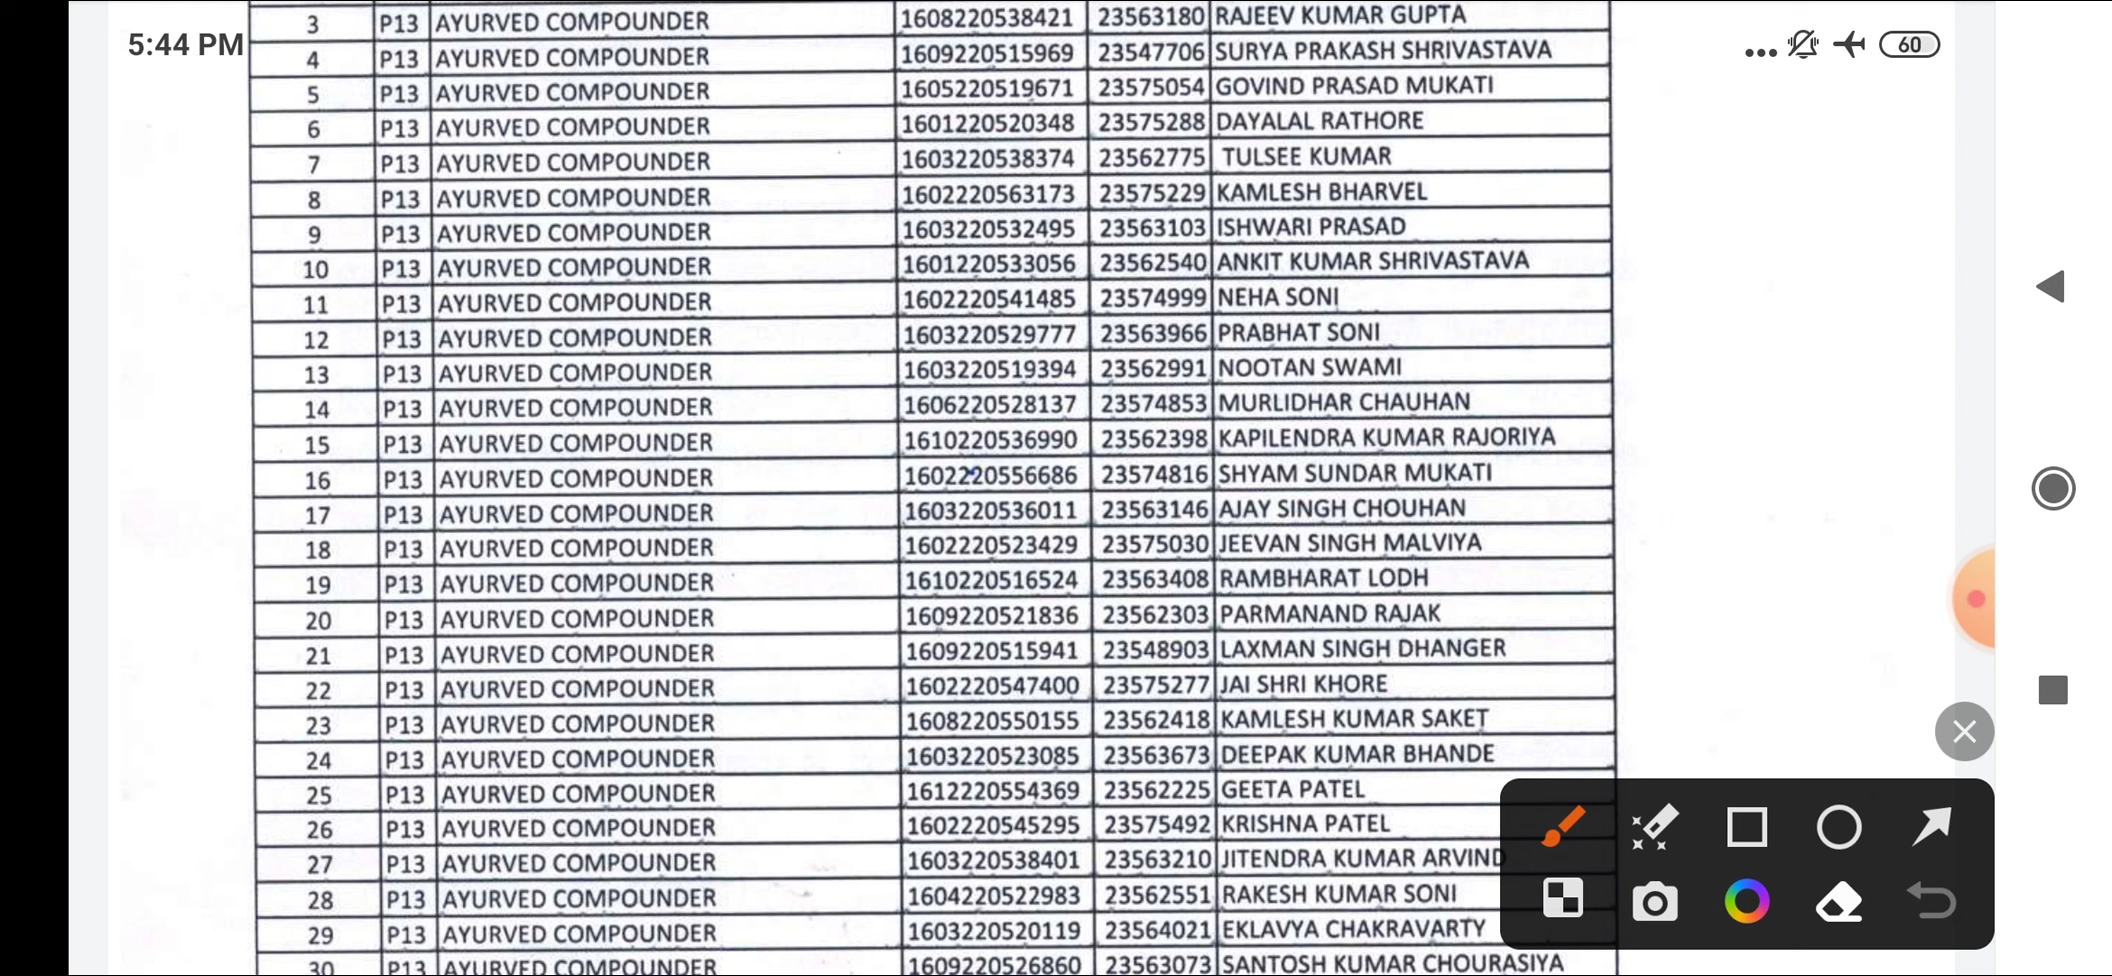 3 P13 AYURVED COMPOUNDER 1608220538421 23563180 RAJEEV KUMAR GUPTA
5:44 PM 60
4 P13 AYURVED COMPOUNDER 1609220515969 23547706 SURYA PRAKASH SHRIVASTAVA
5 P13 AYURVED COMPOUNDER 1605220519671 23575054 GOVIND PRASAD MUKATI
6 P13 AYURVED COMPOUNDER 1601220520348 23575288 DAYALAL RATHORE
7 P13 AYURVED COMPOUNDER 1603220538374 23562775 TULSEE KUMAR
8 P13 AYURVED COMPOUNDER 1602220563173 23575229 KAMLESH BHARVEL
9 P13 AYURVED COMPOUNDER 1603220532495 23563103 ISHWARI PRASAD
10 P13 AYURVED COMPOUNDER 1601220533056 23562540 ANKIT KUMAR SHRIVASTAVA
11 P13 AYURVED COMPOUNDER 1602220541485 23574999 NEHA SONI
12 P13 AYURVED COMPOUNDER 1603220529777 23563966 PRABHAT SONI
13 P13 AYURVED COMPOUNDER 1603220519394 23562991 NOOTAN SWAMI
14 P13 AYURVED COMPOUNDER 1606220528137 23574853 MURLIDHAR CHAUHAN
15 P13 AYURVED COMPOUNDER 1610220536990 23562398 KAPILENDRA KUMAR RAJORIYA
16 P13 AYURVED COMPOUNDER 1602220556686 23574816 SHYAM SUNDAR MUKATI
17 P13 AYURVED COMPOUNDER 1603220536011 23563146 AJAY SINGH CHOUHAN
18 P13 AYURVED COMPOUNDER 1602220523429 23575030 JEEVAN SINGH MALVIYA
19 P13 AYURVED COMPOUNDER 1610220516524 23563408 RAMBHARAT LODH
20 P13 AYURVED COMPOUNDER 1609220521836 23562303 PARMANAND RAJAK
21 P13 AYURVED COMPOUNDER 1609220515941 23548903 LAXMAN SINGH DHANGER
22 P13 AYURVED COMPOUNDER 1602220547400 23575277 JAI SHRI KHORE
23 P13 AYURVED COMPOUNDER 1608220550155 23562418 KAMLESH KUMAR SAKET
24 P13 AYURVED COMPOUNDER 1603220523085 23563673 DEEPAK KUMAR BHANDE
25 P13 AYURVED COMPOUNDER 1612220554369 23562225 GEETA PATEL
26 P13 AYURVED COMPOUNDER 1602220545295 23575492 KRISHNA PATEL
27 P13 AYURVED COMPOUNDER 1603220538401 23563210 JITENDRA KUMAR ARVIND
28 P13 AYURVED COMPOUNDER 1604220522983 23562551 RAKESH KUMAR SONI
29 P13 AYURVED COMPOUNDER 1603220520119 23564021 EKLAVYA CHAKRAVARTY
30 P13 AYURVED COMPOUNDER 1609220526860 23563073 SANTOSH KUMAR CHOURASIYA